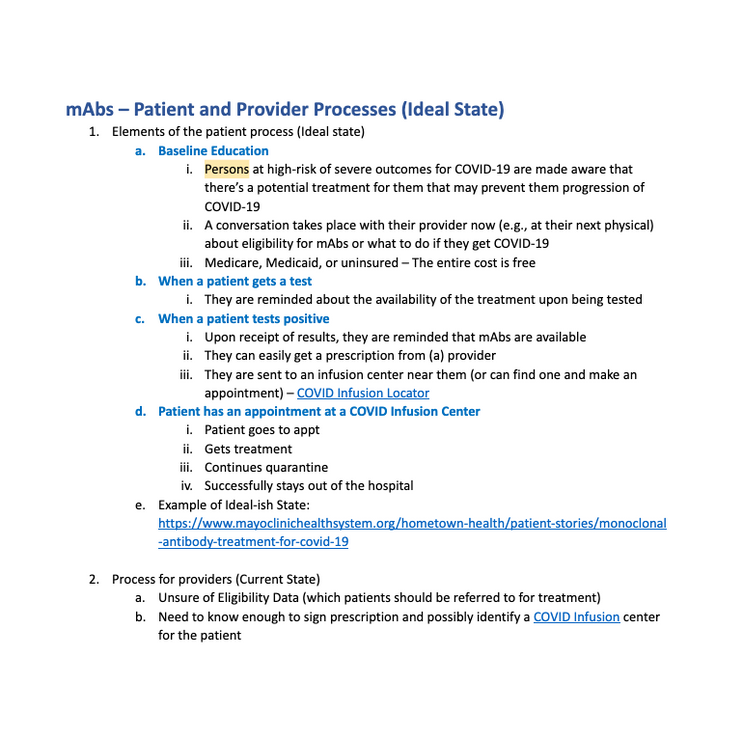 mAbs – Patient and Provider Processes (Ideal State)
1. Elements of the patient process (Ideal state)
a. Baseline Education
i. Persons at high-risk of severe outcomes for COVID-19 are made aware that
there's a potential treatment for them that may prevent them progression of
COVID-19
ii. A conversation takes place with their provider now (e.g., at their next physical)
about eligibility for mAbs or what to do if they get COVID-19
iii. Medicare, Medicaid, or uninsured – The entire cost is free
b. When a patient gets a test
i. They are reminded about the availability of the treatment upon being tested
c. When a patient tests positive
i. Upon receipt of results, they are reminded that mAbs are available
ii. They can easily get a prescription from (a) provider
iii. They are sent to an infusion center near them (or can find one and make an
appointment) – COVID Infusion Locator
d. Patient has an appointment at a COVID Infusion Center
i. Patient goes to appt
ii. Gets treatment
iii. Continues quarantine
iv. Successfully stays out of the hospital
e. Example of Ideal-ish State:
https://www.mayoclinichealthsystem.org/hometown-health/patient-stories/monoclonal
-antibody-treatment-for-covid-19
2. Process for providers (Current State)
a. Unsure of Eligibility Data (which patients should be referred to for treatment)
b. Need to know enough to sign prescription and possibly identify a COVID Infusion center
for the patient